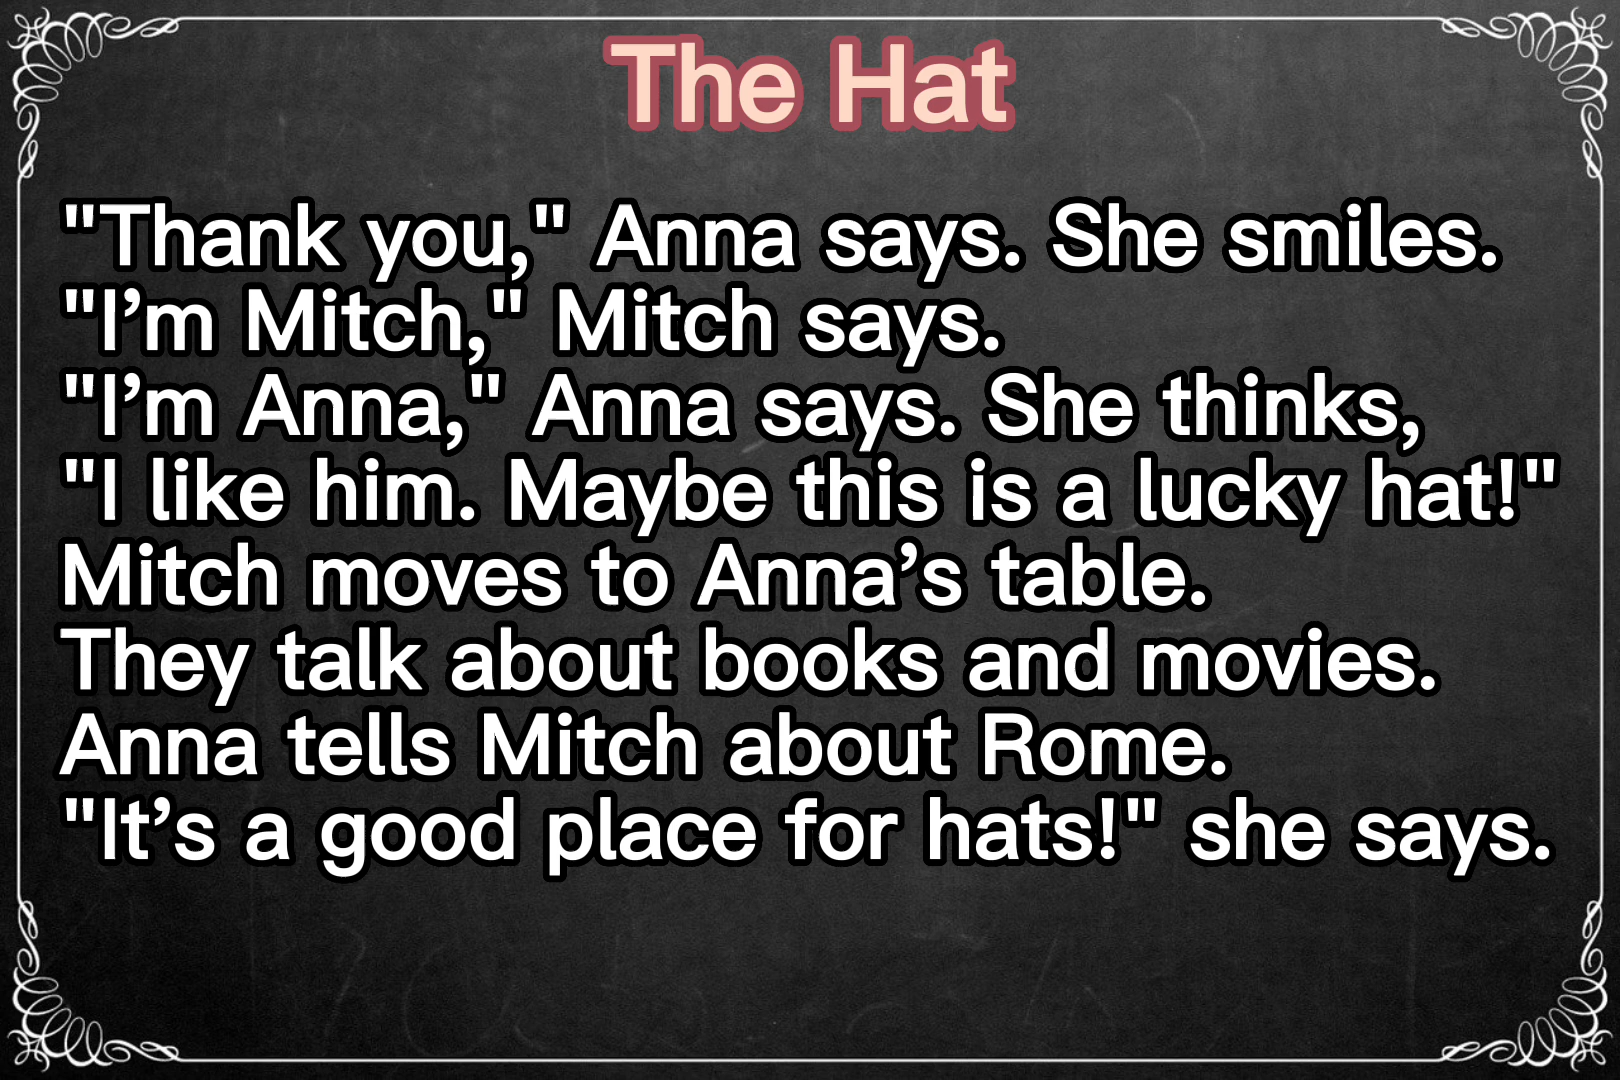 The Hat
"Thank you," Anna says. She smiles.
"I’m Mitch," Mitch says.
"I’m Anna," Anna says. She thinks,
"I like him. Maybe this is a lucky hat!"
Mitch moves to Anna’s table.
They talk about books and movies.
Anna tells Mitch about Rome.
"It’s a good place for hats!" she says.